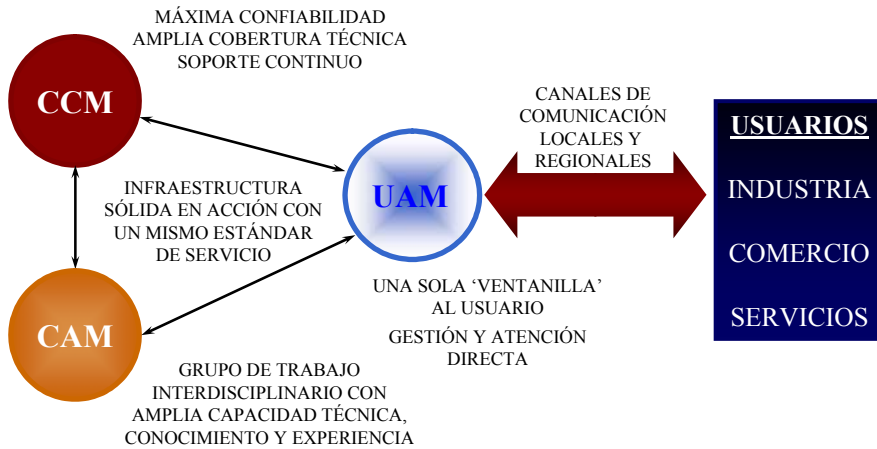 MÁXIMA CONFIABILIDAD
AMPLIA COBERTURA TÉCNICA
SOPORTE CONTINUO
CCM
INFRAESTRUCTURA
SÓLIDA EN ACCIÓN CON
UN MISMO ESTÁNDAR
DE SERVICIO
CAM
GRUPO DE TRABAJO
INTERDISCIPLINARIO CON
AMPLIA CAPACIDAD TÉCNICA,
CONOCIMIENTO Y EXPERIENCIA
UAM
UNA SOLA ‘VENTANILLA’
AL USUARIO
GESTIÓN Y ATENCIÓN
DIRECTA
CANALES DE
COMUNICACIÓN
LOCALES Y
REGIONALES
USUARIOS
INDUSTRIA
COMERCIO
SERVICIOS